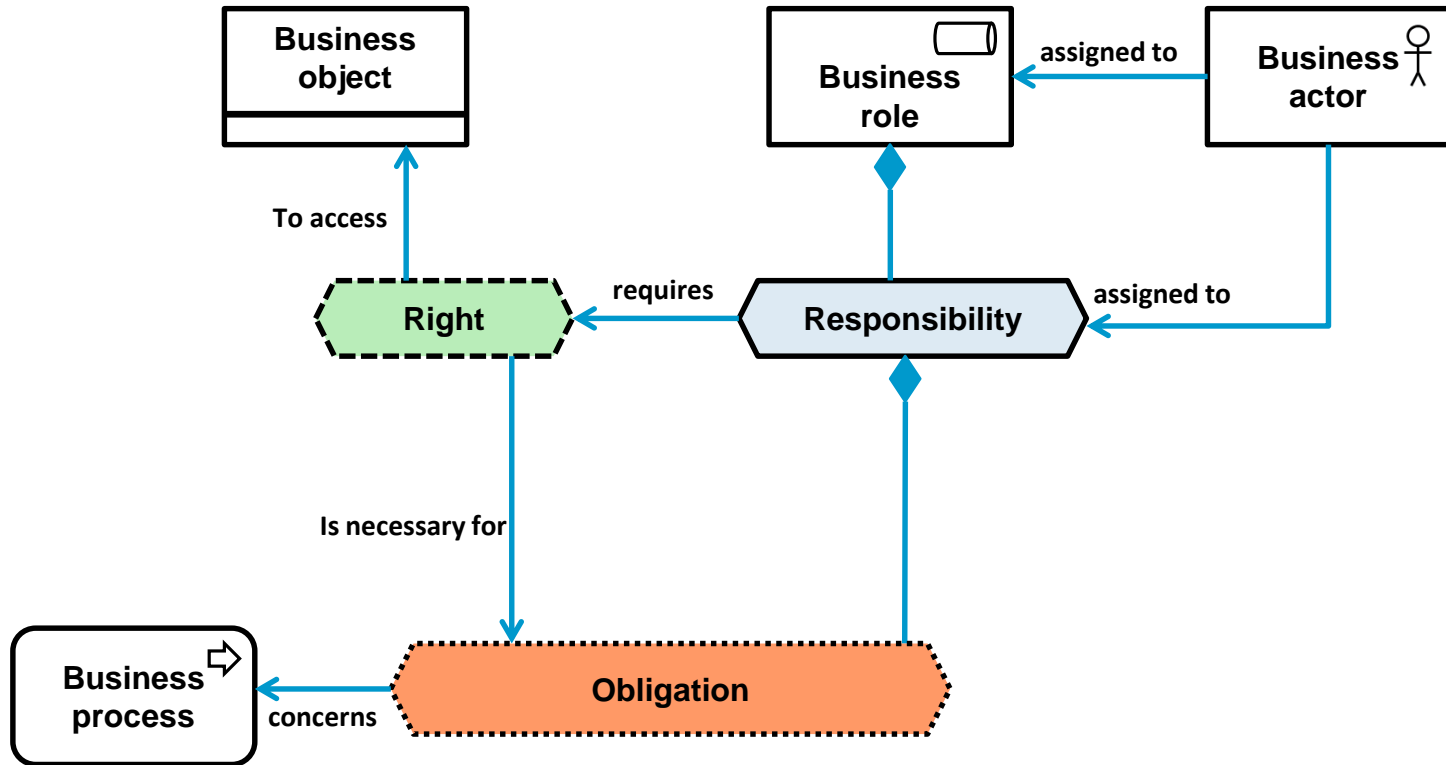 Business
object
Business
role
assigned to
Business
actor
To access
Right
requires
Responsibility
assigned to
Is necessary for
Business
process
concerns
Obligation